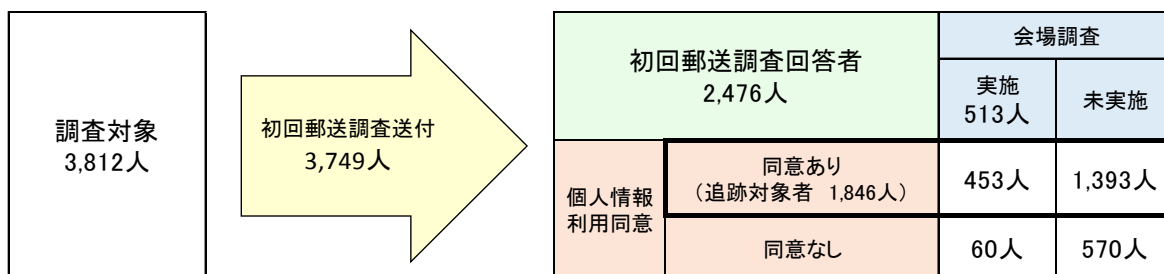 調査対象
3,812人
初回郵送調査送付
3,749人
初回郵送調査回答者
2,476人
会場調査
実施
513人
未実施
個人情報
利用同意
同意あり
(追跡対象者 1,846人)
453人
1,393人
同意なし
60人
570人